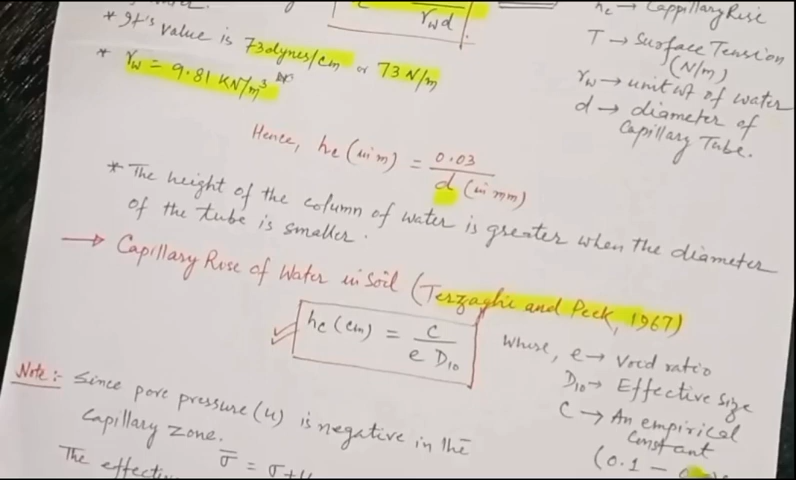 γw d
hc → Cappillary Rise
* It's value is 73 dynes/cm or 73 N/m
T → Surface Tension
(N/m)
* γw = 9.81 KN/m³
γw → unit wt of water
d → diameter of
Capillary Tube.
Hence, hc (in m) = 0.03 / d (in mm)
* The height of the column of water is greater when the diameter
of the tube is smaller.
→ Capillary Rise of Water in Soil (Terzaghi and Peck, 1967)
hc (cm) = C / e D10
Where, e → Void ratio
D10 → Effective Size
C → An empirical
Constant
(0.1 –
Note:- Since pore pressure (u) is negative in the
Capillary zone.
The effecti
σ̄ = σ + u